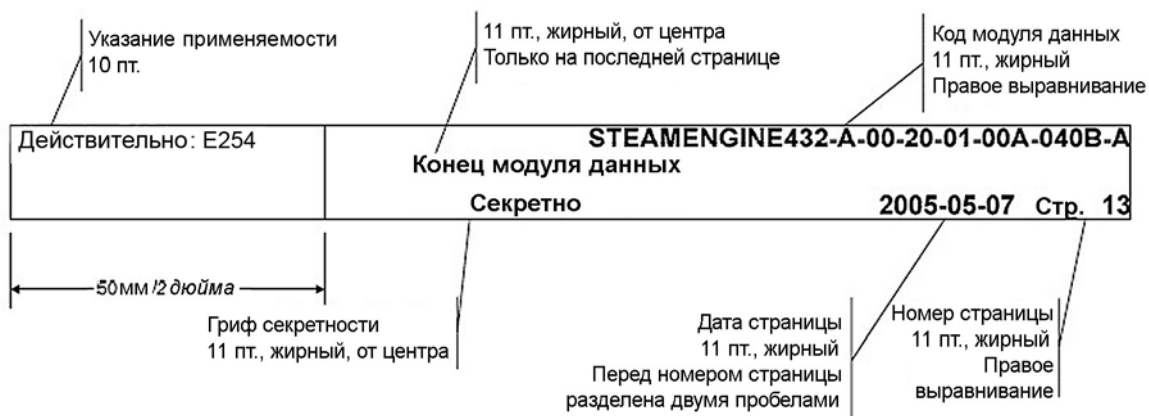 Указание применяемости
10 пт.
11 пт., жирный, от центра
Только на последней странице
Код модуля данных
11 пт., жирный
Правое выравнивание
Действительно: E254
STEAMENGINE432-A-00-20-01-00A-040B-A
Конец модуля данных
Секретно
2005-05-07 Стр. 13
50мм /2 дюйма
Гриф секретности
11 пт., жирный, от центра
Дата страницы
11 пт., жирный
Перед номером страницы
разделена двумя пробелами
Номер страницы
11 пт., жирный
Правое
выравнивание